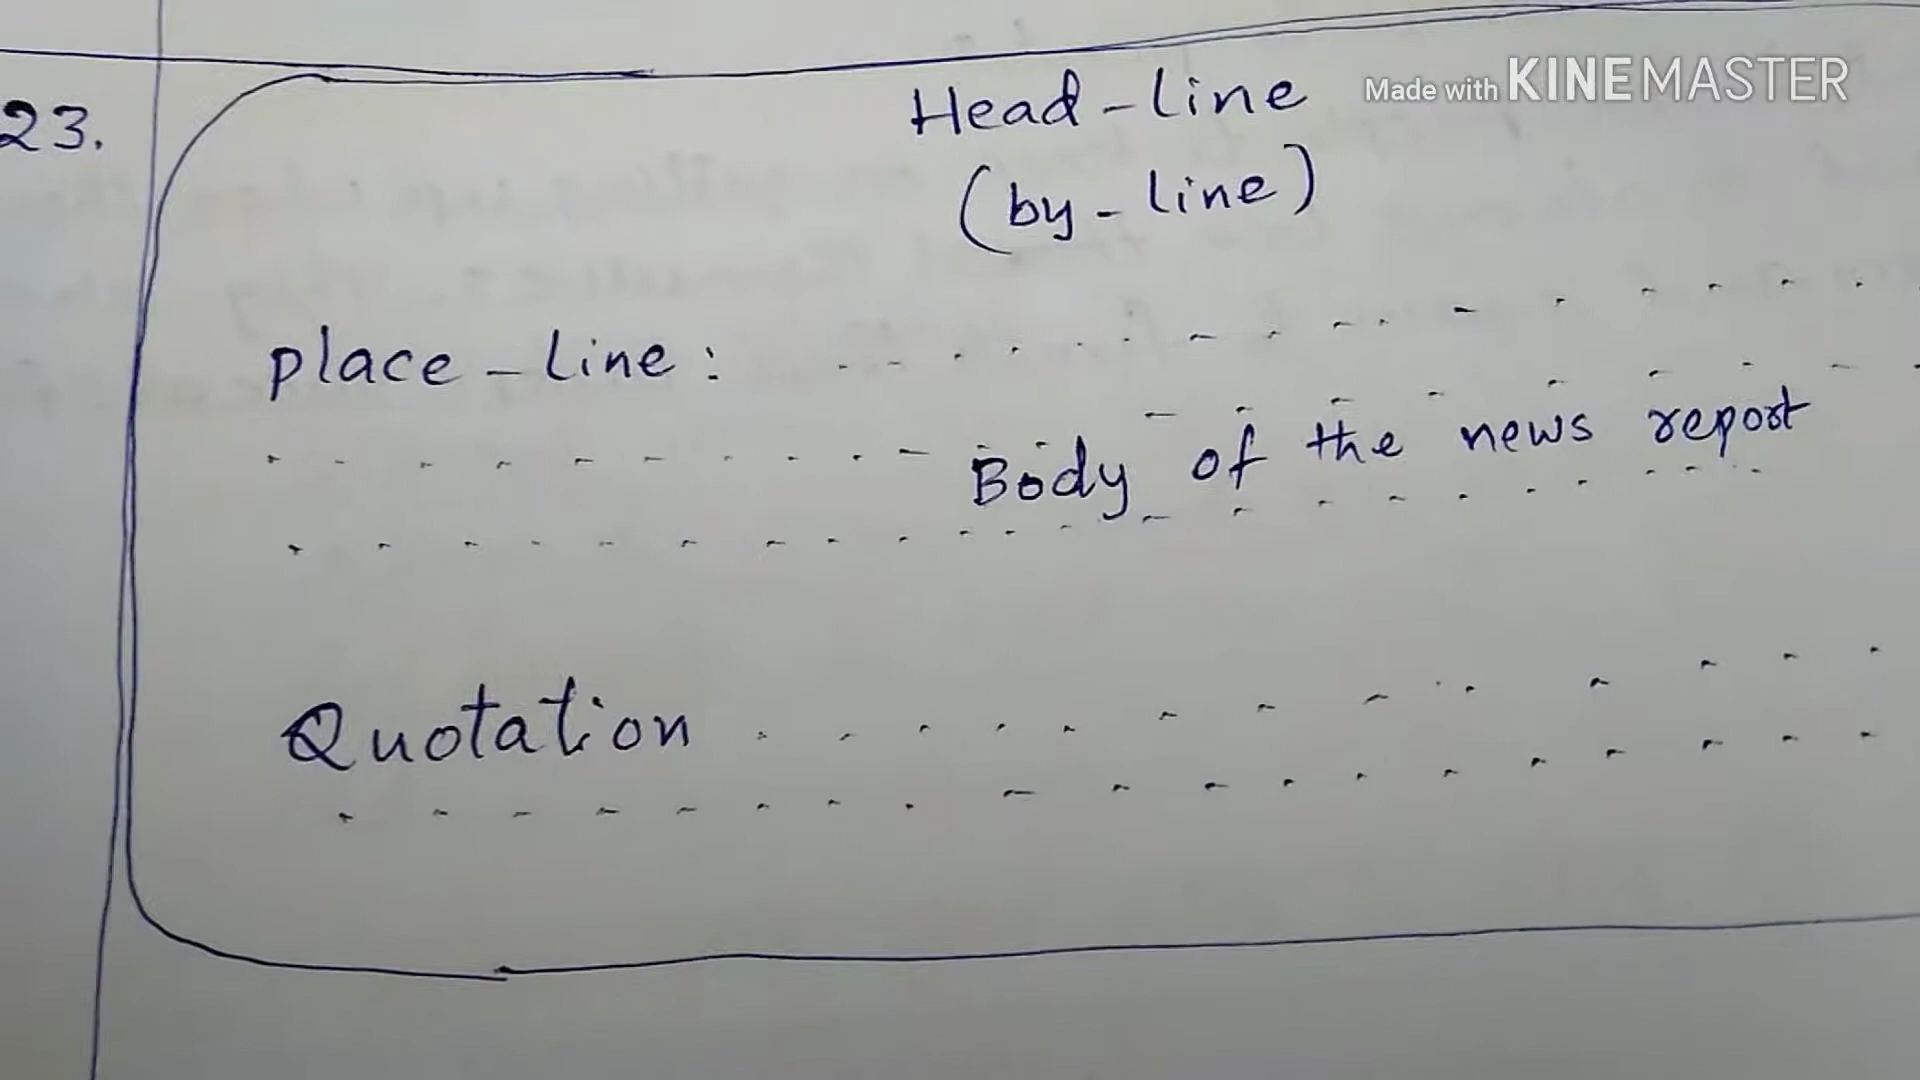 23.
Head-line
Made with KINEMASTER
(by-line)
place-line:
Body of the news report
Quotation